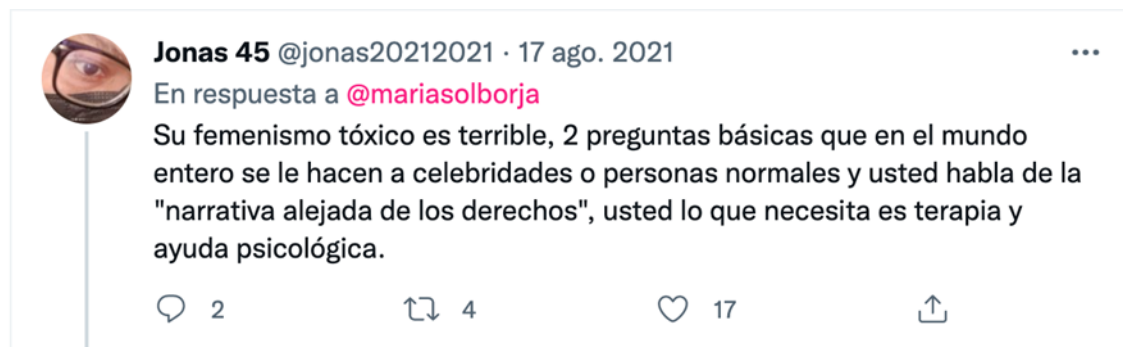 Jonas 45 @jonas20212021 · 17 ago. 2021
En respuesta a @mariasolborja
Su femenismo tóxico es terrible, 2 preguntas básicas que en el mundo
entero se le hacen a celebridades o personas normales y usted habla de la
"narrativa alejada de los derechos", usted lo que necesita es terapia y
ayuda psicológica.
2 4 17